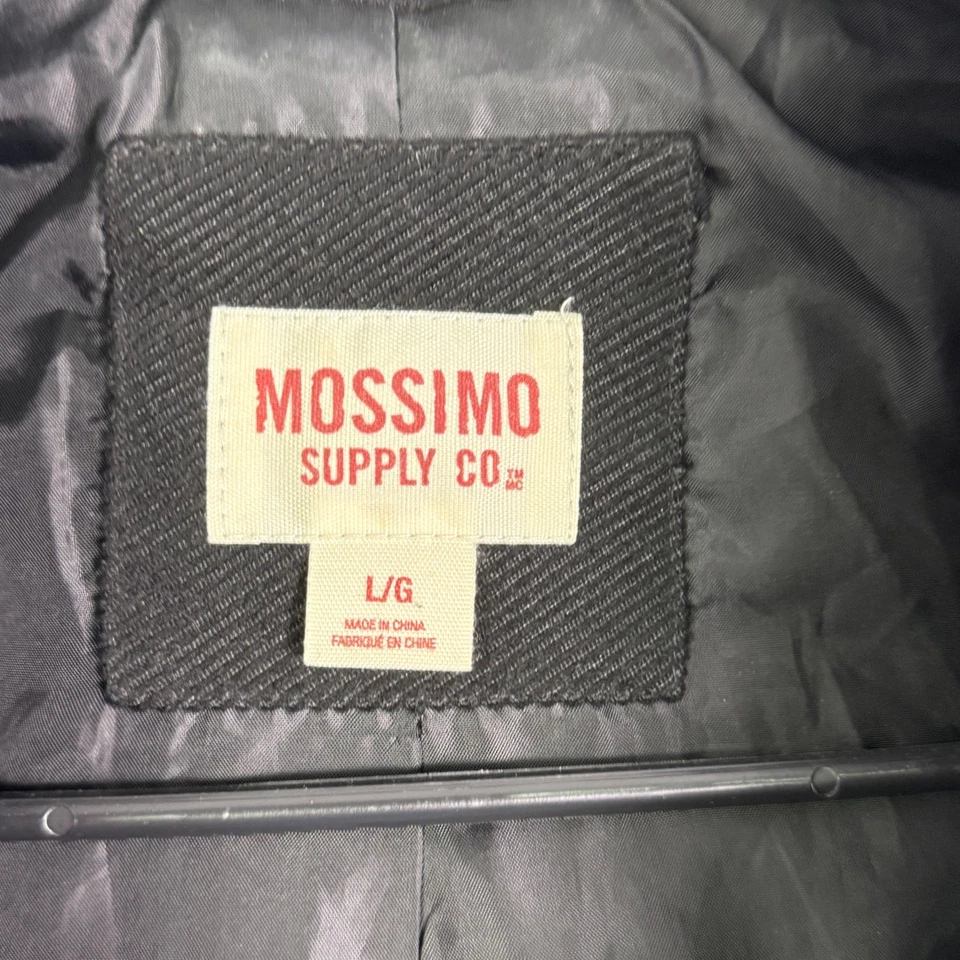 MOSSIMO
SUPPLY CO TM MC
L/G
MADE IN CHINA
FABRIQUÉ EN CHINE